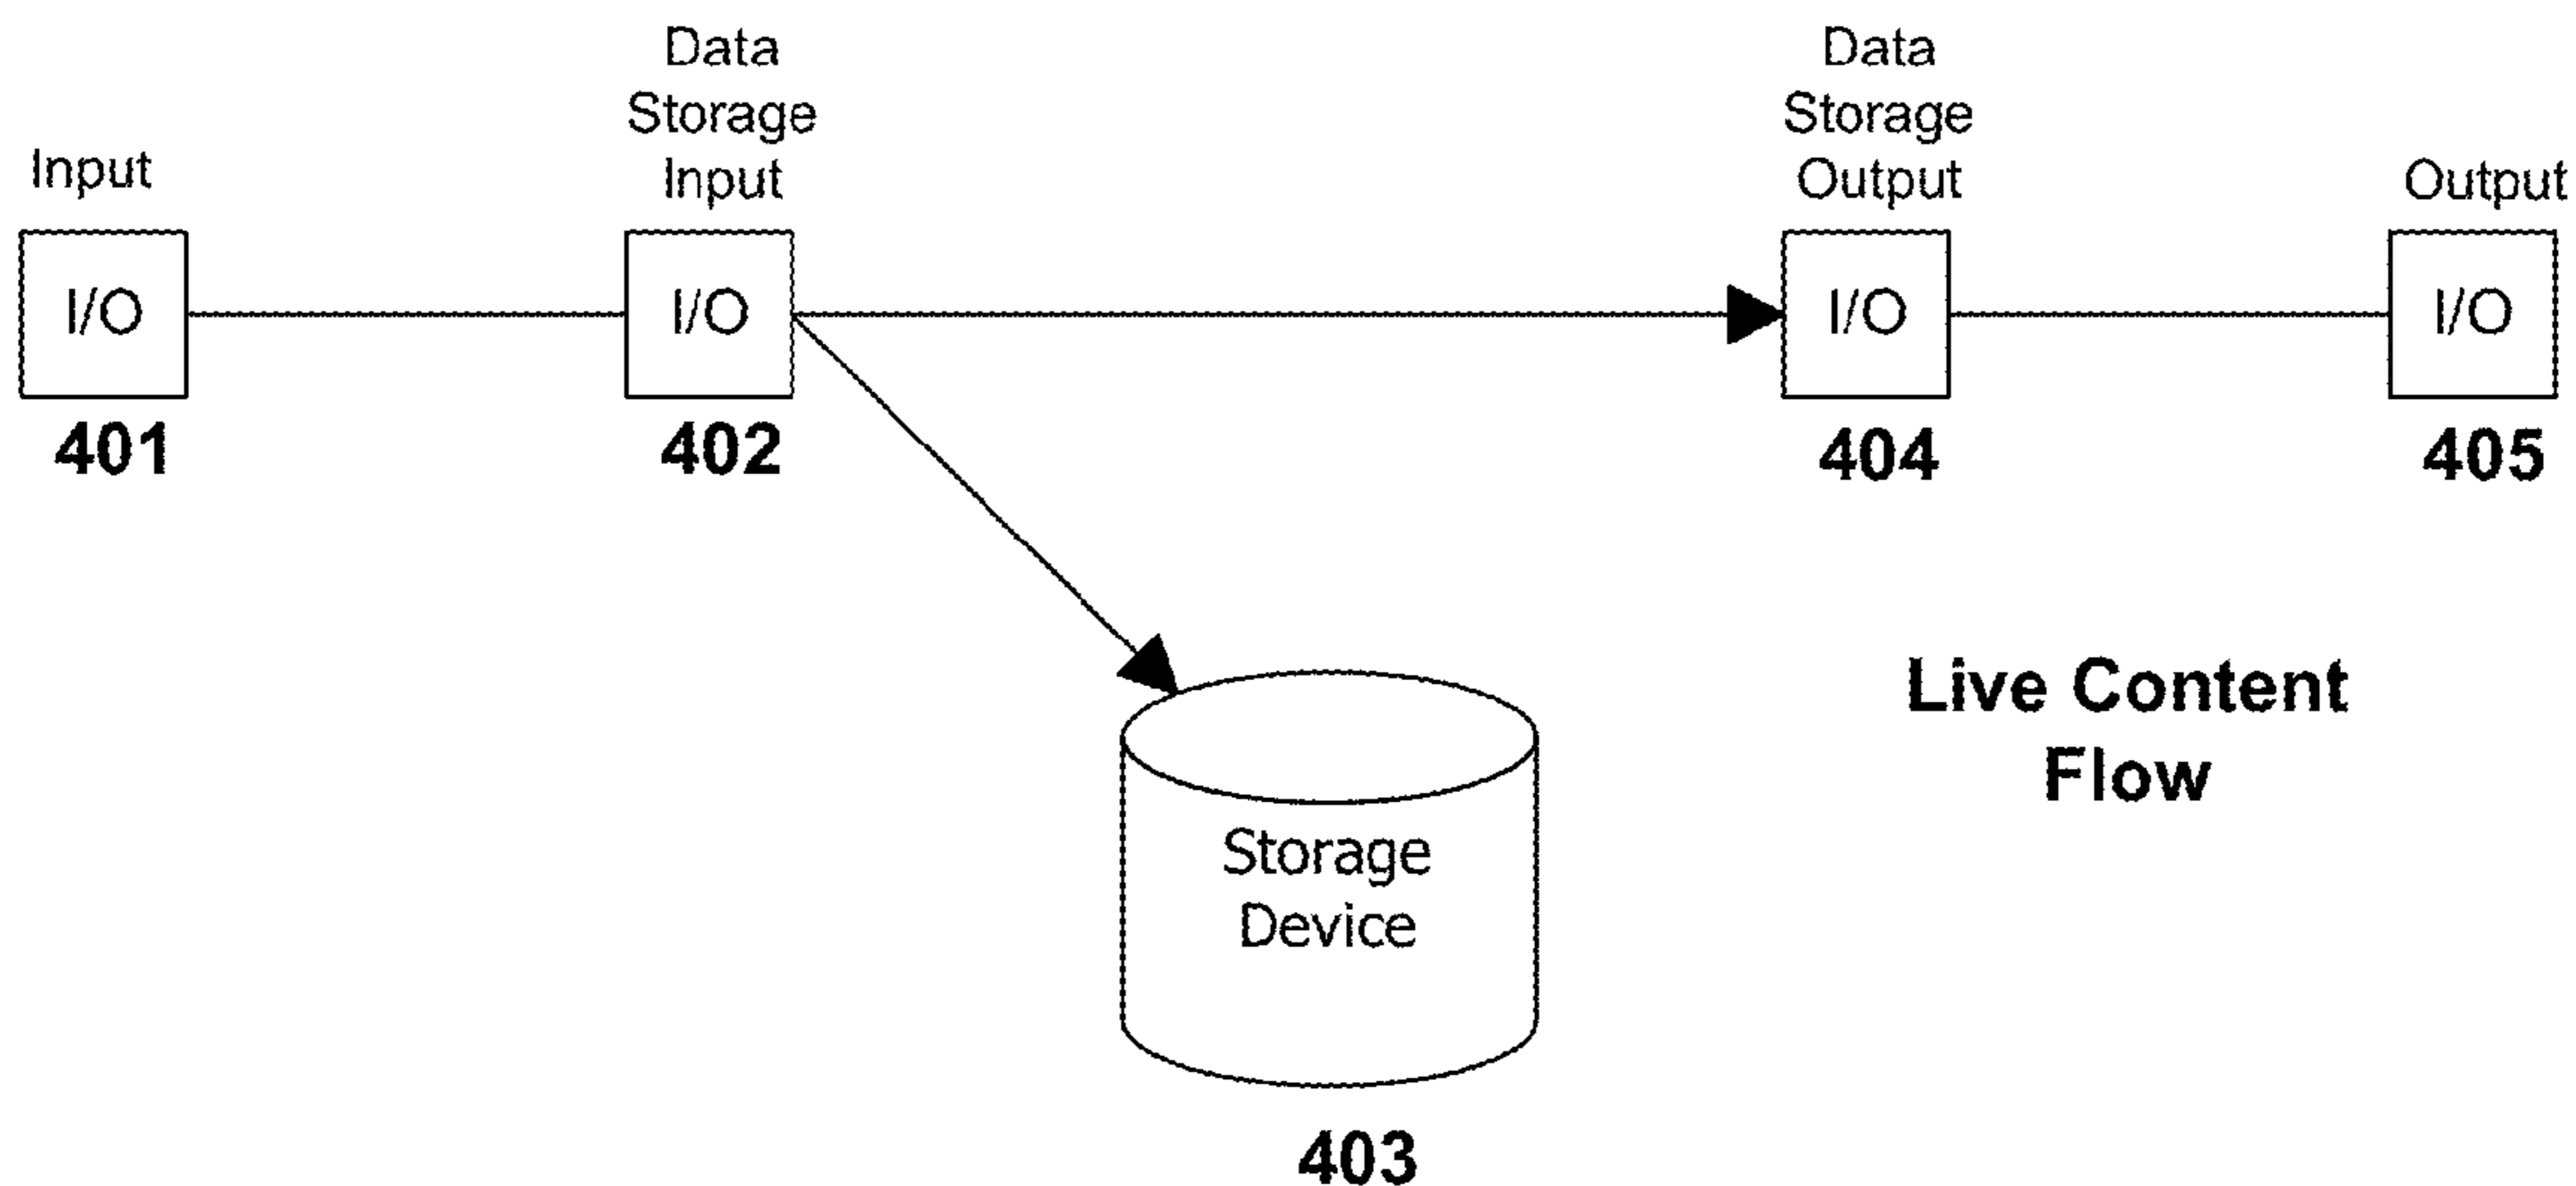 Input
I/O
401
Data
Storage
Input
I/O
402
Data
Storage
Output
I/O
404
Output
I/O
405
Storage
Device
403
Live Content
Flow